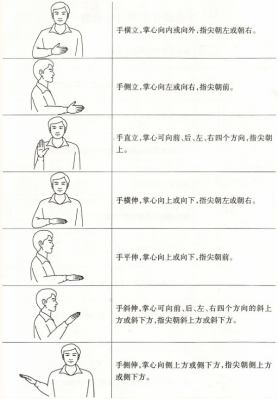 手横立,掌心向内或向外,指尖朝左或朝右。
手侧立,掌心向左或向右,指尖朝前。
手直立,掌心可向前、后、左、右四个方向,指尖朝
上。
手横伸,掌心向上或向下,指尖朝左或朝右。
手平伸,掌心向上或向下,指尖朝前。
手斜伸,掌心可向前、后、左、右四个方向的斜上
方或斜下方,指尖朝斜上方或斜下方。
手侧伸,掌心向侧上方或侧下方,指尖朝侧上方
或侧下方。